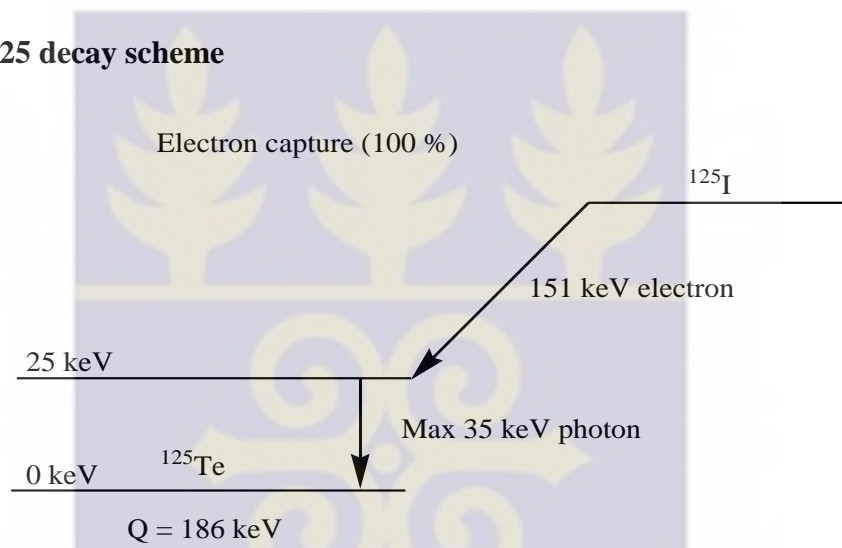 25 decay scheme
Electron capture (100 %)
¹²⁵I
151 keV electron
25 keV
Max 35 keV photon
¹²⁵Te
0 keV
Q = 186 keV